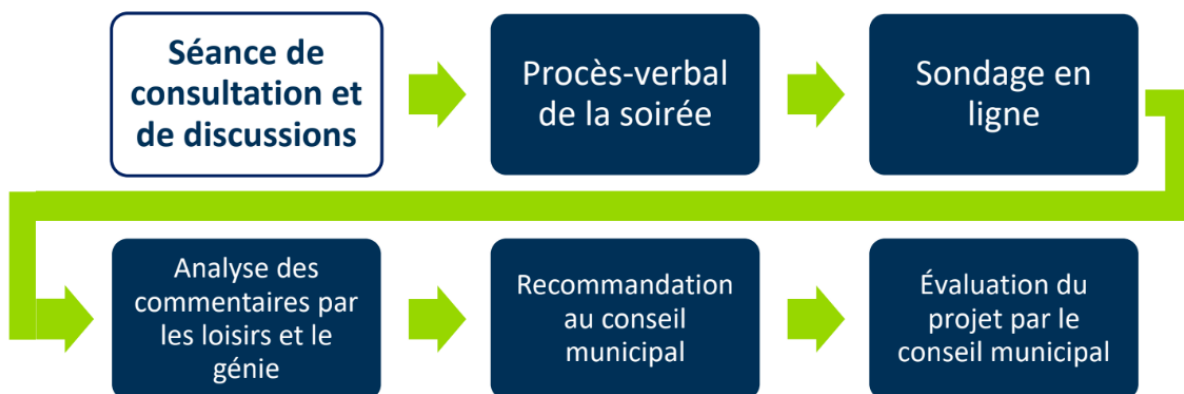 Séance de
consultation et
de discussions
Procès-verbal
de la soirée
Sondage en
ligne
Analyse des
commentaires par
les loisirs et le
génie
Recommandation
au conseil
municipal
Évaluation du
projet par le
conseil municipal